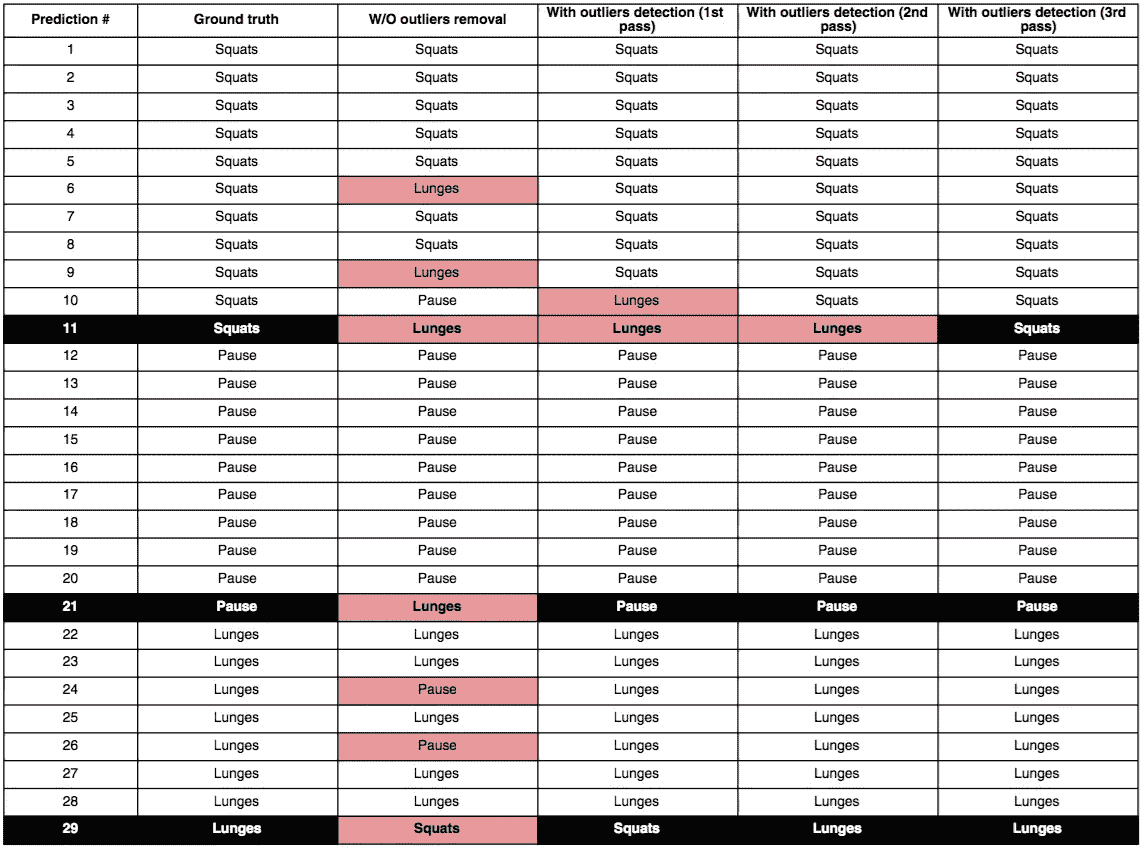 Prediction # Ground truth W/O outliers removal With outliers detection (1st pass) With outliers detection (2nd pass) With outliers detection (3rd pass)
1 Squats Squats Squats Squats Squats
2 Squats Squats Squats Squats Squats
3 Squats Squats Squats Squats Squats
4 Squats Squats Squats Squats Squats
5 Squats Squats Squats Squats Squats
6 Squats Lunges Squats Squats Squats
7 Squats Squats Squats Squats Squats
8 Squats Squats Squats Squats Squats
9 Squats Lunges Squats Squats Squats
10 Squats Pause Lunges Squats Squats
11 Squats Lunges Lunges Lunges Squats
12 Pause Pause Pause Pause Pause
13 Pause Pause Pause Pause Pause
14 Pause Pause Pause Pause Pause
15 Pause Pause Pause Pause Pause
16 Pause Pause Pause Pause Pause
17 Pause Pause Pause Pause Pause
18 Pause Pause Pause Pause Pause
19 Pause Pause Pause Pause Pause
20 Pause Pause Pause Pause Pause
21 Pause Lunges Pause Pause Pause
22 Lunges Lunges Lunges Lunges Lunges
23 Lunges Lunges Lunges Lunges Lunges
24 Lunges Pause Lunges Lunges Lunges
25 Lunges Lunges Lunges Lunges Lunges
26 Lunges Pause Lunges Lunges Lunges
27 Lunges Lunges Lunges Lunges Lunges
28 Lunges Lunges Lunges Lunges Lunges
29 Lunges Squats Squats Lunges Lunges